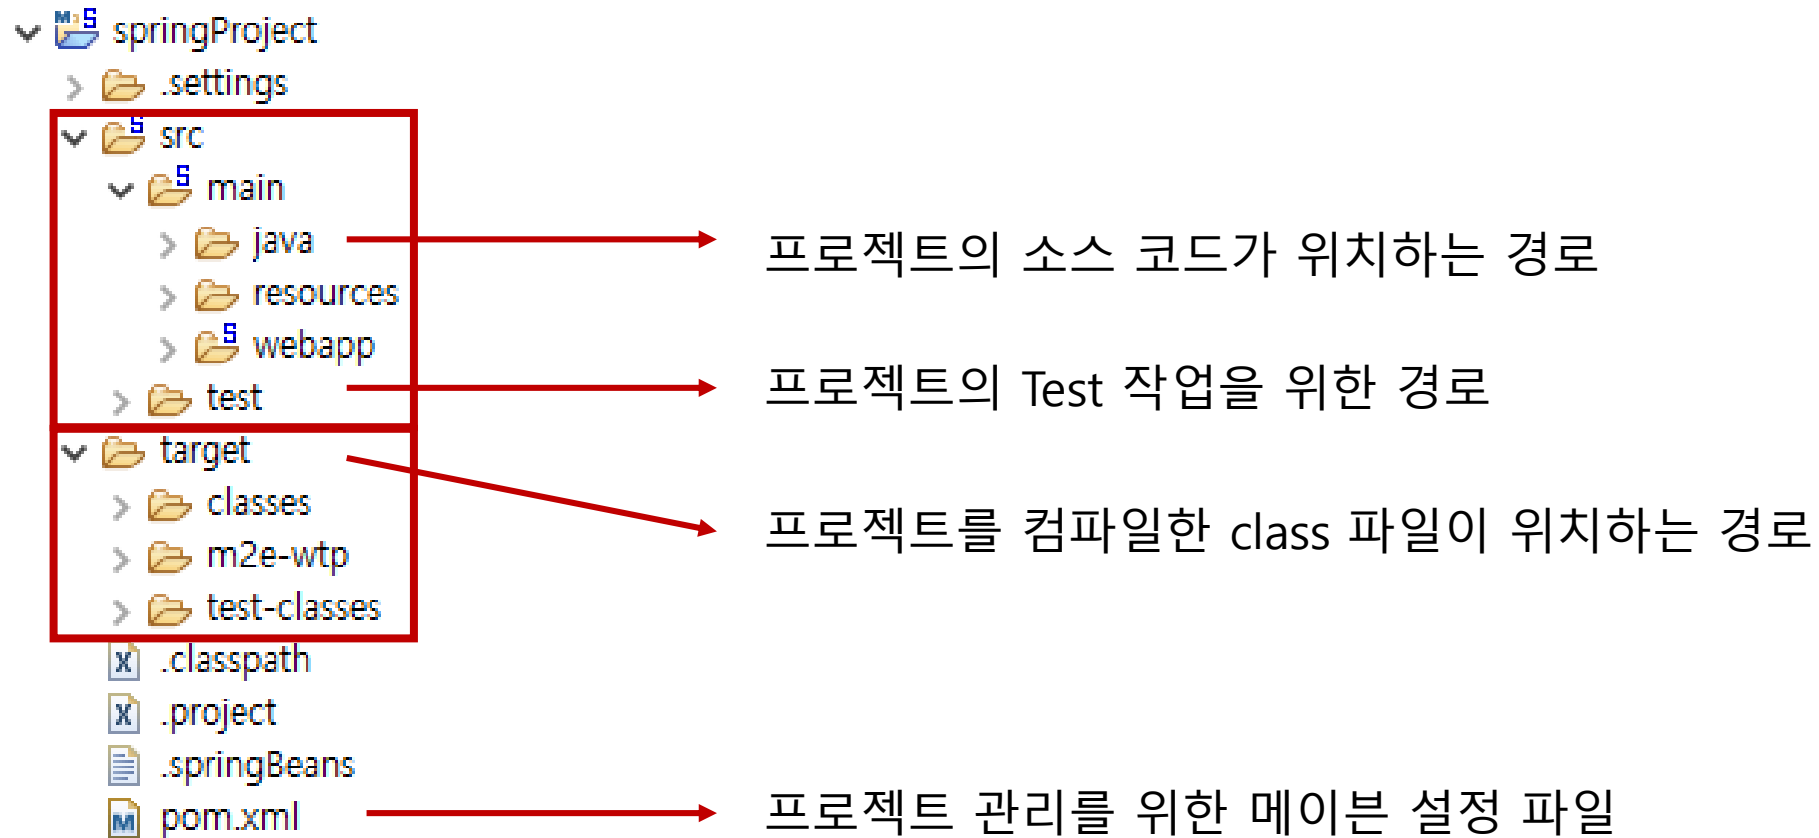 springProject
.settings
src
main
java
프로젝트의 소스 코드가 위치하는 경로
resources
webapp
test
프로젝트의 Test 작업을 위한 경로
target
classes
프로젝트를 컴파일한 class 파일이 위치하는 경로
m2e-wtp
test-classes
.classpath
.project
.springBeans
pom.xml
프로젝트 관리를 위한 메이븐 설정 파일